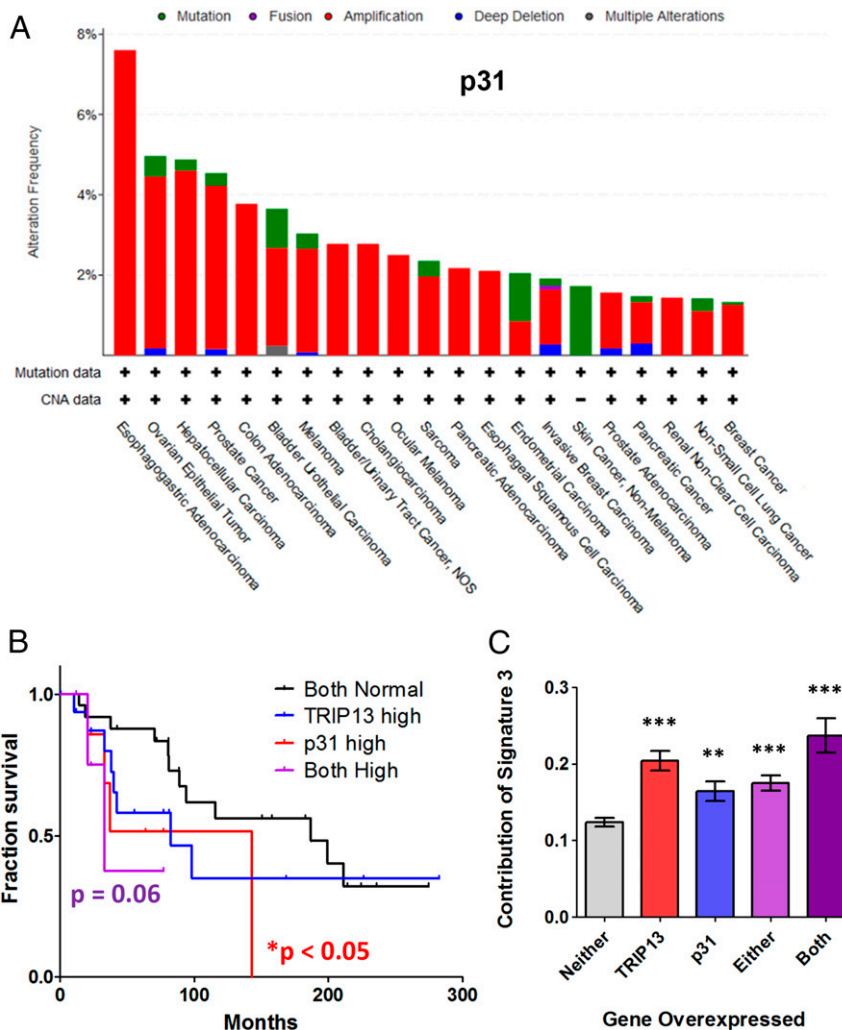 A
Mutation Fusion Amplification Deep Deletion Multiple Alterations
8%
p31
6%
4%
2%
Alteration Frequency
Mutation data + + + + + + + + + + + + + + + + + + + + +
CNA data + + + + + + + + + + + + + + + − + + + + +
Esophagogastric Adenocarcinoma
Ovarian Epithelial Tumor
Hepatocellular Carcinoma
Prostate Cancer
Colon Adenocarcinoma
Bladder Urothelial Carcinoma
Melanoma
Bladder/Urinary Tract Cancer, NOS
Cholangiocarcinoma
Ocular Melanoma
Sarcoma
Pancreatic Adenocarcinoma
Esophageal Squamous Cell Carcinoma
Endometrial Carcinoma
Invasive Breast Carcinoma
Skin Cancer, Non-Melanoma
Prostate Adenocarcinoma
Pancreatic Cancer
Renal Non-Clear Cell Carcinoma
Non-Small Cell Lung Cancer
Breast Cancer
B
1.0
0.5
0.0
Fraction survival
Both Normal
TRIP13 high
p31 high
Both High
p = 0.06
*p < 0.05
0 100 200 300
Months
C
0.3
0.2
0.1
0.0
Contribution of Signature 3
*** ** *** ***
Neither
TRIP13
p31
Either
Both
Gene Overexpressed